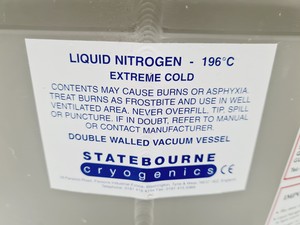 LIQUID NITROGEN - 196°C
EXTREME COLD
CONTENTS MAY CAUSE BURNS OR ASPHYXIA.
TREAT BURNS AS FROSTBITE AND USE IN WELL
VENTILATED AREA. NEVER OVERFILL, TIP, SPILL
OR PUNCTURE. IF IN DOUBT, REFER TO MANUAL
OR CONTACT MANUFACTURER.
DOUBLE WALLED VACUUM VESSEL
STATEBOURNE
cryogenics CE